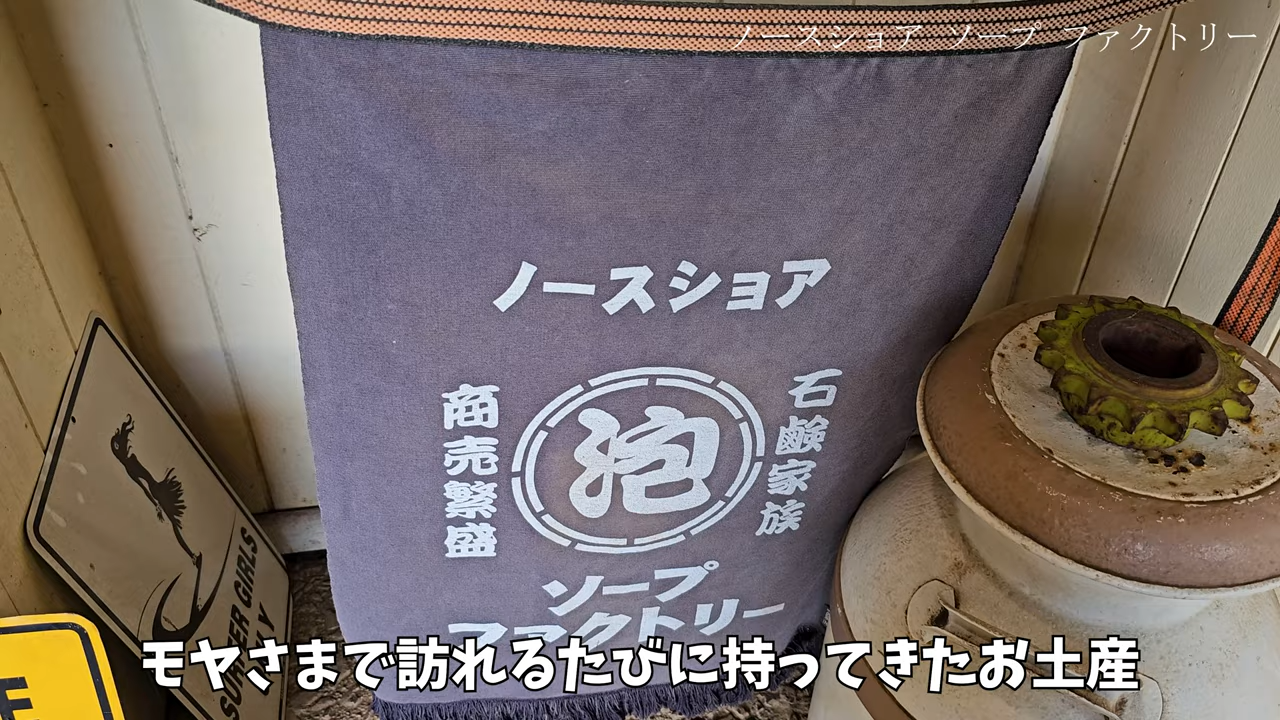 ノースショア ソープ ファクトリー
ノースショア
石鹸家族
泡
商売繁盛
ソープ
ファクトリー
SURFER GIRLS
ONLY
モヤさまで訪れるたびに持ってきたお土産